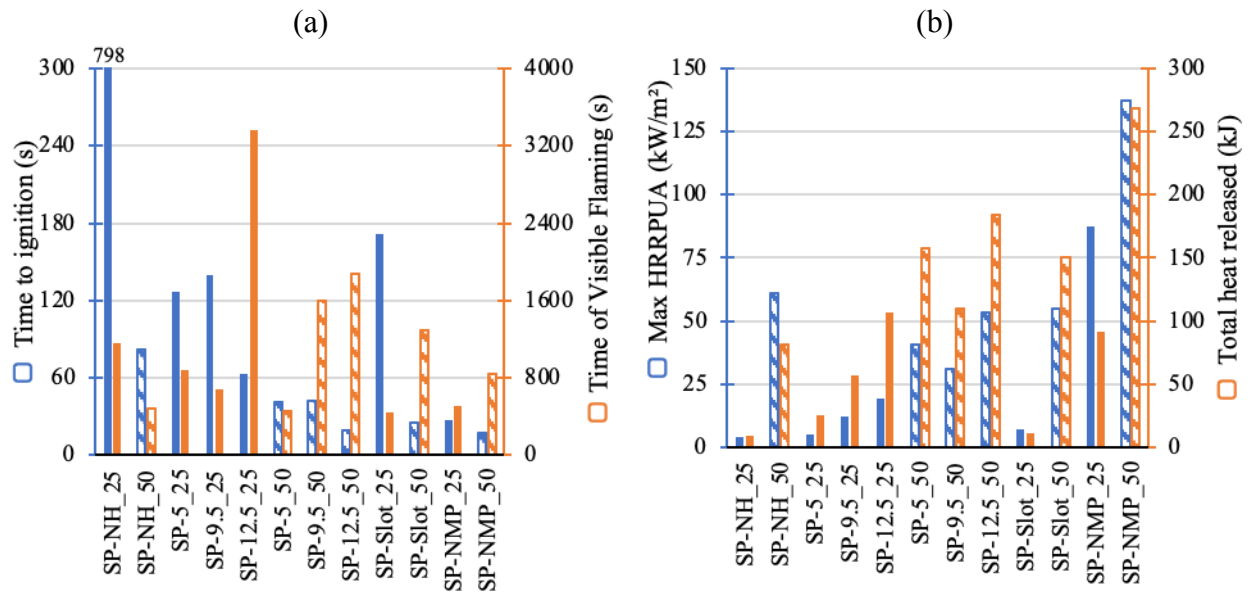 (a)
798
300
240
180
120
60
0
Time to ignition (s)
4000
3200
2400
1600
800
0
Time of Visible Flaming (s)
SP-NH_25
SP-NH_50
SP-5_25
SP-9.5_25
SP-12.5_25
SP-5_50
SP-9.5_50
SP-12.5_50
SP-Slot_25
SP-Slot_50
SP-NMP_25
SP-NMP_50
(b)
150
125
100
75
50
25
0
Max HRRPUA (kW/m²)
300
250
200
150
100
50
0
Total heat released (kJ)
SP-NH_25
SP-NH_50
SP-5_25
SP-9.5_25
SP-12.5_25
SP-5_50
SP-9.5_50
SP-12.5_50
SP-Slot_25
SP-Slot_50
SP-NMP_25
SP-NMP_50